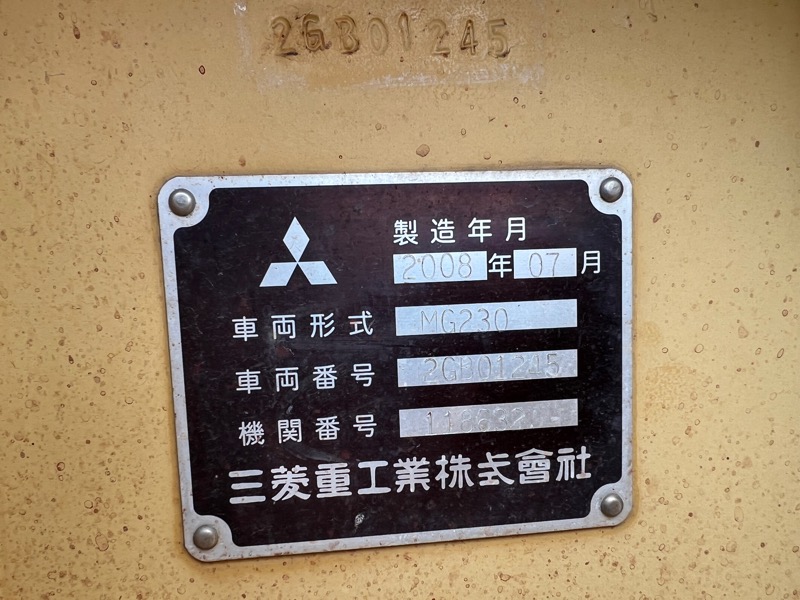 2GB01245
製造年月
2008年07月
車両形式 MG230
車両番号 2GB01245
機関番号
三菱重工業株式會社